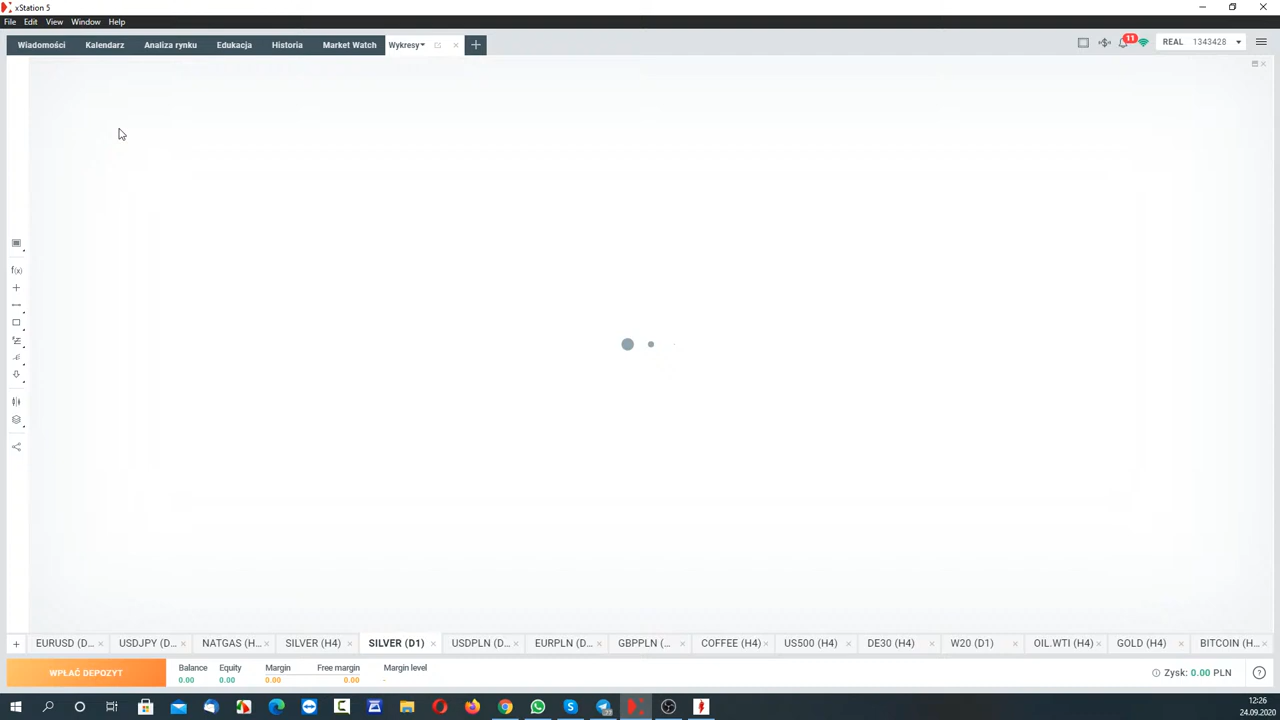 xStation 5
File Edit View Window Help
Wiadomości Kalendarz Analiza rynku Edukacja Historia Market Watch Wykresy
11 REAL 1343428
f(x)
EURUSD (D... USDJPY (D... NATGAS (H... SILVER (H4) SILVER (D1) USDPLN (D... EURPLN (D... GBPPLN (... COFFEE (H4) US500 (H4) DE30 (H4) W20 (D1) OIL.WTI (H4) GOLD (H4) BITCOIN (H...
WPŁAĆ DEPOZYT
Balance Equity Margin Free margin Margin level
0.00 0.00 0.00 0.00 -
Zysk: 0.00 PLN
12:26
24.09.2020